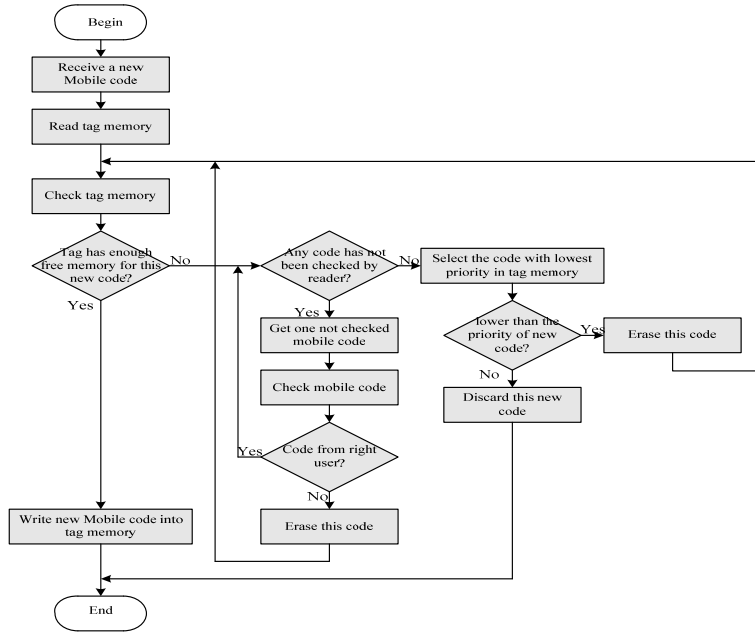 Begin
Receive a new
Mobile code
Read tag memory
Check tag memory
Tag has enough
free memory for this
new code?
No
Yes
Any code has not
been checked by
reader?
No
Yes
Select the code with lowest
priority in tag memory
lower than the
priority of new
code?
Yes
Erase this code
No
Discard this new
code
Get one not checked
mobile code
Check mobile code
Code from right
user?
Yes
No
Erase this code
Write new Mobile code into
tag memory
End